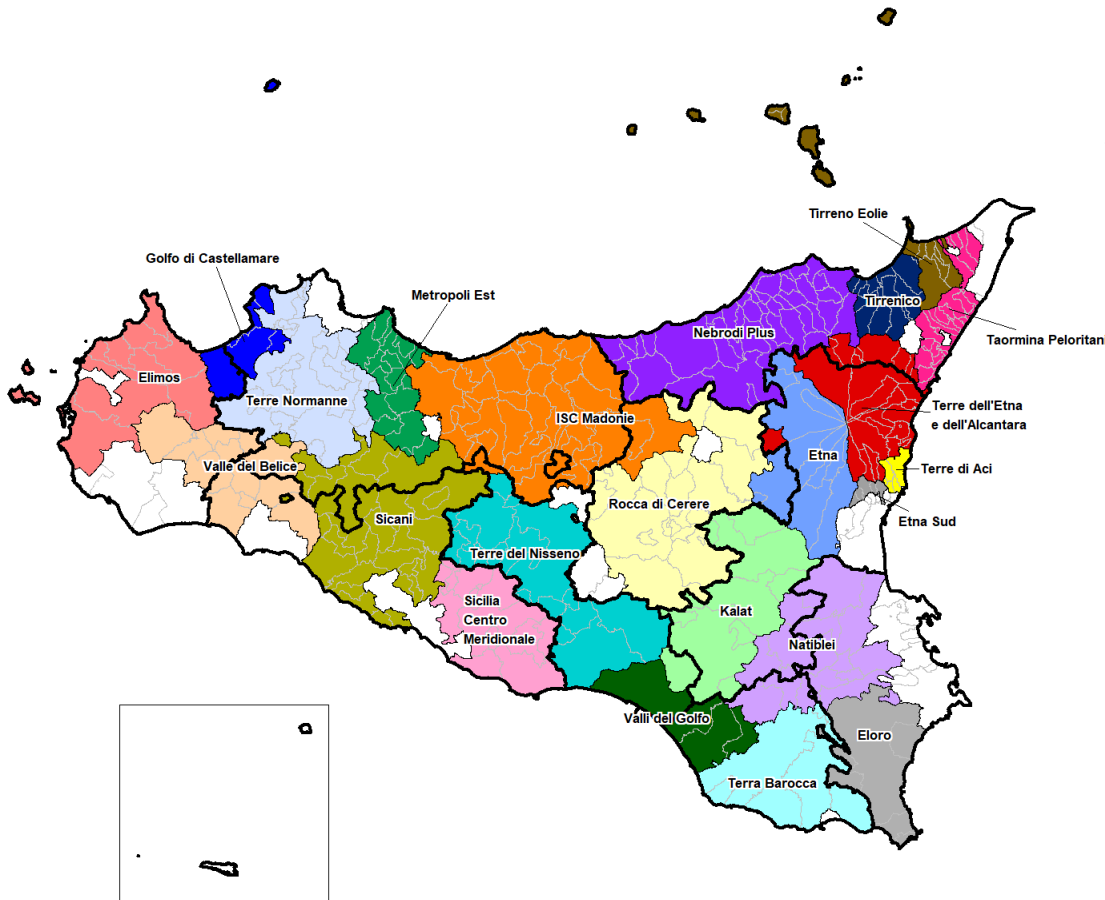 Tirreno Eolie
Golfo di Castellamare
Metropoli Est
Tirrenico
Nebrodi Plus
Taormina Peloritani
Elimos
Terre Normanne
ISC Madonie
Terre dell'Etna
e dell'Alcantara
Etna
Valle del Belice
Terre di Aci
Rocca di Cerere
Sicani
Etna Sud
Terre del Nisseno
Sicilia
Centro
Meridionale
Kalat
Natiblei
Valli del Golfo
Eloro
Terra Barocca